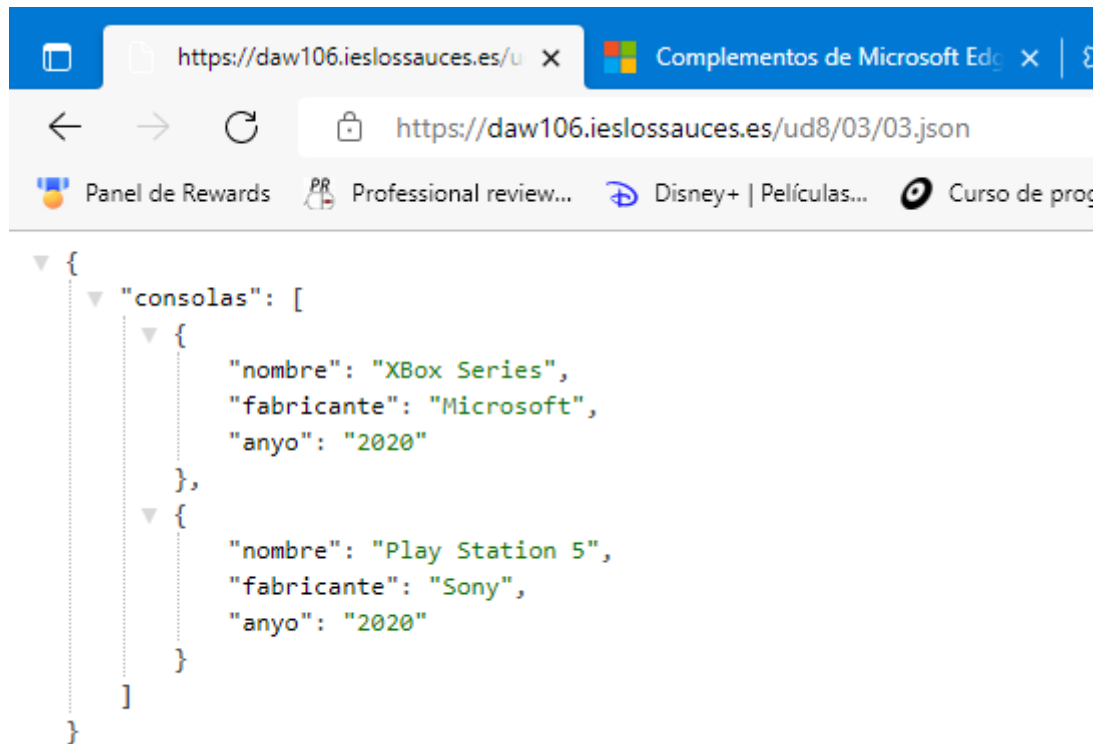 https://daw106.ieslossauces.es/u
Complementos de Microsoft Edg
https://daw106.ieslossauces.es/ud8/03/03.json
Panel de Rewards
PR Professional review...
Disney+ | Películas...
Curso de prog
{
"consolas": [
{
"nombre": "XBox Series",
"fabricante": "Microsoft",
"anyo": "2020"
},
{
"nombre": "Play Station 5",
"fabricante": "Sony",
"anyo": "2020"
}
]
}